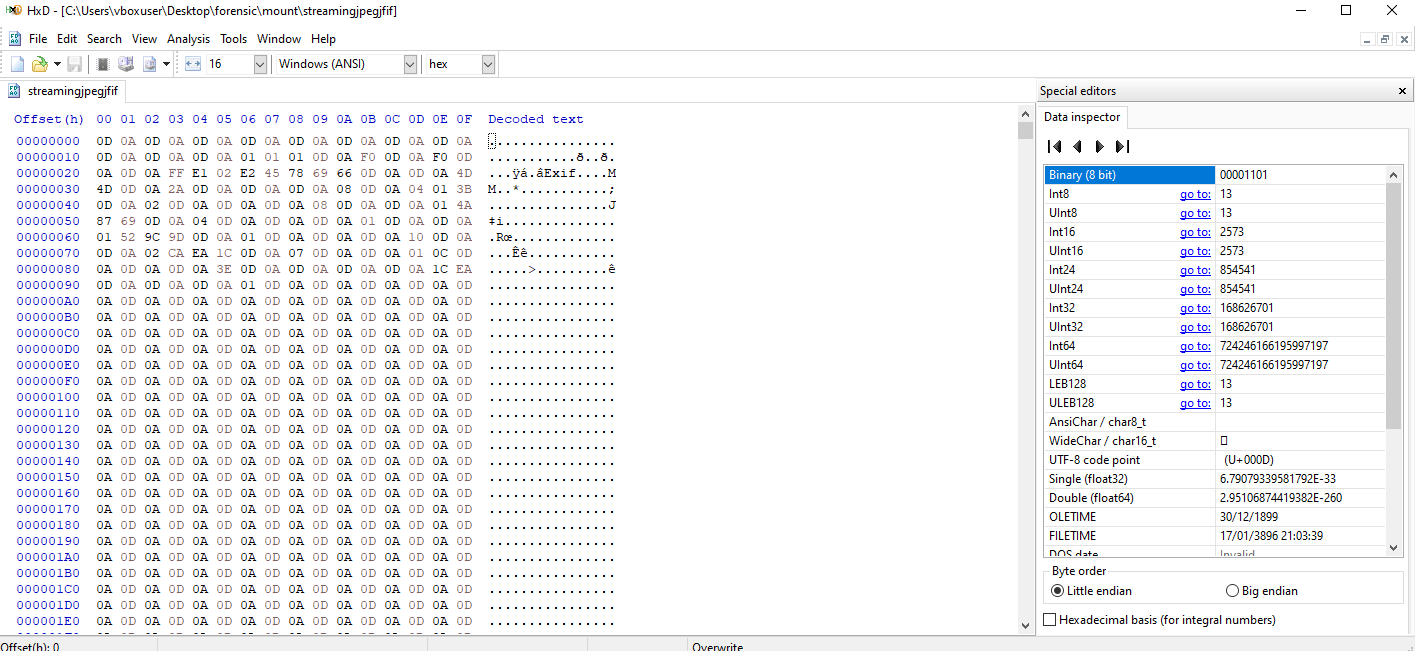 HxD - [C:\Users\vboxuser\Desktop\forensic\mount\streamingjpegjfif]
File Edit Search View Analysis Tools Window Help
16 Windows (ANSI) hex
streamingjpegjfif
Offset(h) 00 01 02 03 04 05 06 07 08 09 0A 0B 0C 0D 0E 0F Decoded text
00000000 0D 0A 0D 0A 0D 0A 0D 0A 0D 0A 0D 0A 0D 0A 0D 0A ................
00000010 0D 0A 0D 0A 0D 0A 01 01 01 0D 0A F0 0D 0A F0 0D ...........ð..ð.
00000020 0A 0D 0A FF E1 02 E2 45 78 69 66 0D 0A 0D 0A 4D ...ÿá.âExif....M
00000030 4D 0D 0A 2A 0D 0A 0D 0A 0D 0A 08 0D 0A 04 01 3B M..*...........;
00000040 0D 0A 02 0D 0A 0D 0A 0D 0A 08 0D 0A 0D 0A 01 4A ...............J
00000050 87 69 0D 0A 04 0D 0A 0D 0A 0D 0A 01 0D 0A 0D 0A ‡i..............
00000060 01 52 9C 9D 0D 0A 01 0D 0A 0D 0A 0D 0A 10 0D 0A .Rœ.............
00000070 0D 0A 02 CA EA 1C 0D 0A 07 0D 0A 0D 0A 01 0C 0D ...Êê...........
00000080 0A 0D 0A 0D 0A 3E 0D 0A 0D 0A 0D 0A 0D 0A 1C EA .....>.........ê
00000090 0D 0A 0D 0A 0D 0A 01 0D 0A 0D 0A 0D 0A 0D 0A 0D ................
000000A0 0A 0D 0A 0D 0A 0D 0A 0D 0A 0D 0A 0D 0A 0D 0A 0D ................
000000B0 0A 0D 0A 0D 0A 0D 0A 0D 0A 0D 0A 0D 0A 0D 0A 0D ................
000000C0 0A 0D 0A 0D 0A 0D 0A 0D 0A 0D 0A 0D 0A 0D 0A 0D ................
000000D0 0A 0D 0A 0D 0A 0D 0A 0D 0A 0D 0A 0D 0A 0D 0A 0D ................
000000E0 0A 0D 0A 0D 0A 0D 0A 0D 0A 0D 0A 0D 0A 0D 0A 0D ................
000000F0 0A 0D 0A 0D 0A 0D 0A 0D 0A 0D 0A 0D 0A 0D 0A 0D ................
00000100 0A 0D 0A 0D 0A 0D 0A 0D 0A 0D 0A 0D 0A 0D 0A 0D ................
00000110 0A 0D 0A 0D 0A 0D 0A 0D 0A 0D 0A 0D 0A 0D 0A 0D ................
00000120 0A 0D 0A 0D 0A 0D 0A 0D 0A 0D 0A 0D 0A 0D 0A 0D ................
00000130 0A 0D 0A 0D 0A 0D 0A 0D 0A 0D 0A 0D 0A 0D 0A 0D ................
00000140 0A 0D 0A 0D 0A 0D 0A 0D 0A 0D 0A 0D 0A 0D 0A 0D ................
00000150 0A 0D 0A 0D 0A 0D 0A 0D 0A 0D 0A 0D 0A 0D 0A 0D ................
00000160 0A 0D 0A 0D 0A 0D 0A 0D 0A 0D 0A 0D 0A 0D 0A 0D ................
00000170 0A 0D 0A 0D 0A 0D 0A 0D 0A 0D 0A 0D 0A 0D 0A 0D ................
00000180 0A 0D 0A 0D 0A 0D 0A 0D 0A 0D 0A 0D 0A 0D 0A 0D ................
00000190 0A 0D 0A 0D 0A 0D 0A 0D 0A 0D 0A 0D 0A 0D 0A 0D ................
000001A0 0A 0D 0A 0D 0A 0D 0A 0D 0A 0D 0A 0D 0A 0D 0A 0D ................
000001B0 0A 0D 0A 0D 0A 0D 0A 0D 0A 0D 0A 0D 0A 0D 0A 0D ................
000001C0 0A 0D 0A 0D 0A 0D 0A 0D 0A 0D 0A 0D 0A 0D 0A 0D ................
000001D0 0A 0D 0A 0D 0A 0D 0A 0D 0A 0D 0A 0D 0A 0D 0A 0D ................
000001E0 0A 0D 0A 0D 0A 0D 0A 0D 0A 0D 0A 0D 0A 0D 0A 0D ................
Special editors
Data inspector
Binary (8 bit) 00001101
Int8 go to: 13
UInt8 go to: 13
Int16 go to: 2573
UInt16 go to: 2573
Int24 go to: 854541
UInt24 go to: 854541
Int32 go to: 168626701
UInt32 go to: 168626701
Int64 go to: 724246166195997197
UInt64 go to: 724246166195997197
LEB128 go to: 13
ULEB128 go to: 13
AnsiChar / char8_t
WideChar / char16_t
UTF-8 code point (U+000D)
Single (float32) 6.79079339581792E-33
Double (float64) 2.95106874419382E-260
OLETIME 30/12/1899
FILETIME 17/01/3896 21:03:39
DOS date Invalid
Byte order
Little endian Big endian
Hexadecimal basis (for integral numbers)
Offset(h): 0 Overwrite